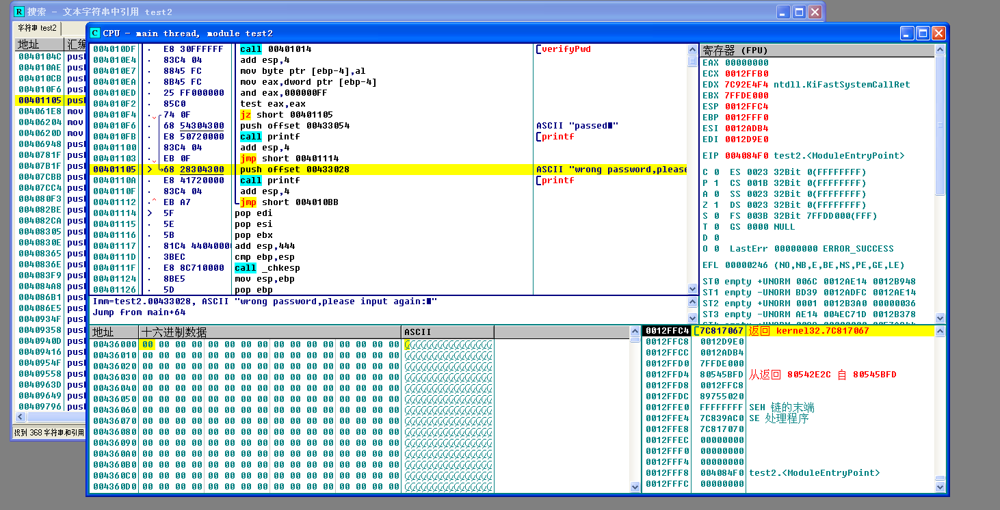 R 搜索 - 文本字符串中引用 test2
字符串 test2
地址 汇编
0040104C push
004010AE push
004010CB push
004010F6 push
00401105 push
004061E8 mov
00406204 mov
0040620D mov
00406948 push
0040781F push
00407B1F push
00407CBB push
00407CC4 push
004080F3 push
004082BE push
004082CA push
00408305 push
0040830E push
00408365 push
0040836E push
004083F9 push
004084A8 push
004086B1 push
004086E5 push
0040934F push
00409358 push
0040940D push
00409416 push
0040954F push
00409558 push
0040963D push
00409649 push
00409796 push
找到 368 字符串和引用
C CPU - main thread, module test2
004010DF . E8 30FFFFFF call 00401014 verifyPwd
004010E4 . 83C4 04 add esp,4
004010E7 . 8845 FC mov byte ptr [ebp-4],al
004010EA . 8B45 FC mov eax,dword ptr [ebp-4]
004010ED . 25 FF000000 and eax,000000FF
004010F2 . 85C0 test eax,eax
004010F4 . 74 0F jz short 00401105
004010F6 . 68 54304300 push offset 00433054 ASCII "passed■"
004010FB . E8 50720000 call printf printf
00401100 . 83C4 04 add esp,4
00401103 . EB 0F jmp short 00401114
00401105 > 68 28304300 push offset 00433028 ASCII "wrong password,please
0040110A . E8 41720000 call printf printf
0040110F . 83C4 04 add esp,4
00401112 .^ EB A7 jmp short 004010BB
00401114 > 5F pop edi
00401115 . 5E pop esi
00401116 . 5B pop ebx
00401117 . 81C4 44040000 add esp,444
0040111D . 3BEC cmp ebp,esp
0040111F . E8 8C710000 call _chkesp
00401124 . 8BE5 mov esp,ebp
00401126 . 5D pop ebp
Imm=test2.00433028, ASCII "wrong password,please input again:■"
Jump from main+64
寄存器 (FPU)
EAX 00000000
ECX 0012FFB0
EDX 7C92E4F4 ntdll.KiFastSystemCallRet
EBX 7FFDE000
ESP 0012FFC4
EBP 0012FFF0
ESI 0012ADB4
EDI 0012D9E0
EIP 004084F0 test2.<ModuleEntryPoint>
C 0 ES 0023 32Bit 0(FFFFFFFF)
P 1 CS 001B 32Bit 0(FFFFFFFF)
A 0 SS 0023 32Bit 0(FFFFFFFF)
Z 1 DS 0023 32Bit 0(FFFFFFFF)
S 0 FS 003B 32Bit 7FFDD000(FFF)
T 0 GS 0000 NULL
D 0
O 0 LastErr 00000000 ERROR_SUCCESS
EFL 00000246 (NO,NB,E,BE,NS,PE,GE,LE)
ST0 empty +UNORM 006C 0012AE14 0012B948
ST1 empty -UNORM BD39 0012ADFC 0012AE14
ST2 empty +UNORM 0001 0012B3A0 00000036
ST3 empty -UNORM AE14 004EC71D 0012B378
地址 十六进制数据 ASCII
00436000 00 00 00 00 00 00 00 00 00 00 00 00 00 00 00 00
00436010 00 00 00 00 00 00 00 00 00 00 00 00 00 00 00 00
00436020 00 00 00 00 00 00 00 00 00 00 00 00 00 00 00 00
00436030 00 00 00 00 00 00 00 00 00 00 00 00 00 00 00 00
00436040 00 00 00 00 00 00 00 00 00 00 00 00 00 00 00 00
00436050 00 00 00 00 00 00 00 00 00 00 00 00 00 00 00 00
00436060 00 00 00 00 00 00 00 00 00 00 00 00 00 00 00 00
00436070 00 00 00 00 00 00 00 00 00 00 00 00 00 00 00 00
00436080 00 00 00 00 00 00 00 00 00 00 00 00 00 00 00 00
00436090 00 00 00 00 00 00 00 00 00 00 00 00 00 00 00 00
004360A0 00 00 00 00 00 00 00 00 00 00 00 00 00 00 00 00
004360B0 00 00 00 00 00 00 00 00 00 00 00 00 00 00 00 00
004360C0 00 00 00 00 00 00 00 00 00 00 00 00 00 00 00 00
004360D0 00 00 00 00 00 00 00 00 00 00 00 00 00 00 00 00
0012FFC4 7C817067 返回 kernel32.7C817067
0012FFC8 0012D9E0
0012FFCC 0012ADB4
0012FFD0 7FFDE000
0012FFD4 80545BFD 从返回 80542E2C 自 80545BFD
0012FFD8 0012FFC8
0012FFDC 89755020
0012FFE0 FFFFFFFF SEH 链的末端
0012FFE4 7C839AC0 SE 处理程序
0012FFE8 7C817070
0012FFEC 00000000
0012FFF0 00000000
0012FFF4 00000000
0012FFF8 004084F0 test2.<ModuleEntryPoint>
0012FFFC 00000000